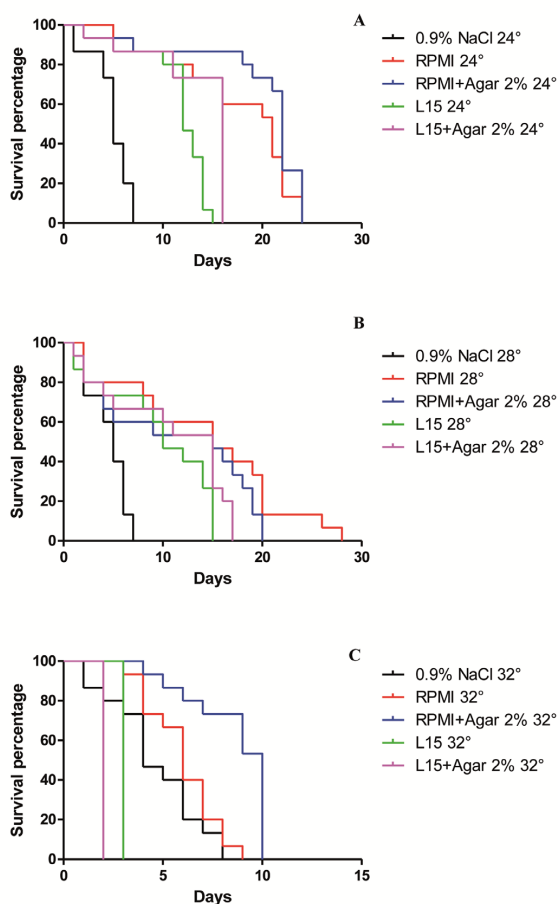 A
Survival percentage
100
80
60
40
20
0
0 10 20 30
Days
0.9% NaCl 24°
RPMI 24°
RPMI+Agar 2% 24°
L15 24°
L15+Agar 2% 24°
B
Survival percentage
100
80
60
40
20
0
0 10 20 30
Days
0.9% NaCl 28°
RPMI 28°
RPMI+Agar 2% 28°
L15 28°
L15+Agar 2% 28°
C
Survival percentage
100
80
60
40
20
0
0 5 10 15
Days
0.9% NaCl 32°
RPMI 32°
RPMI+Agar 2% 32°
L15 32°
L15+Agar 2% 32°